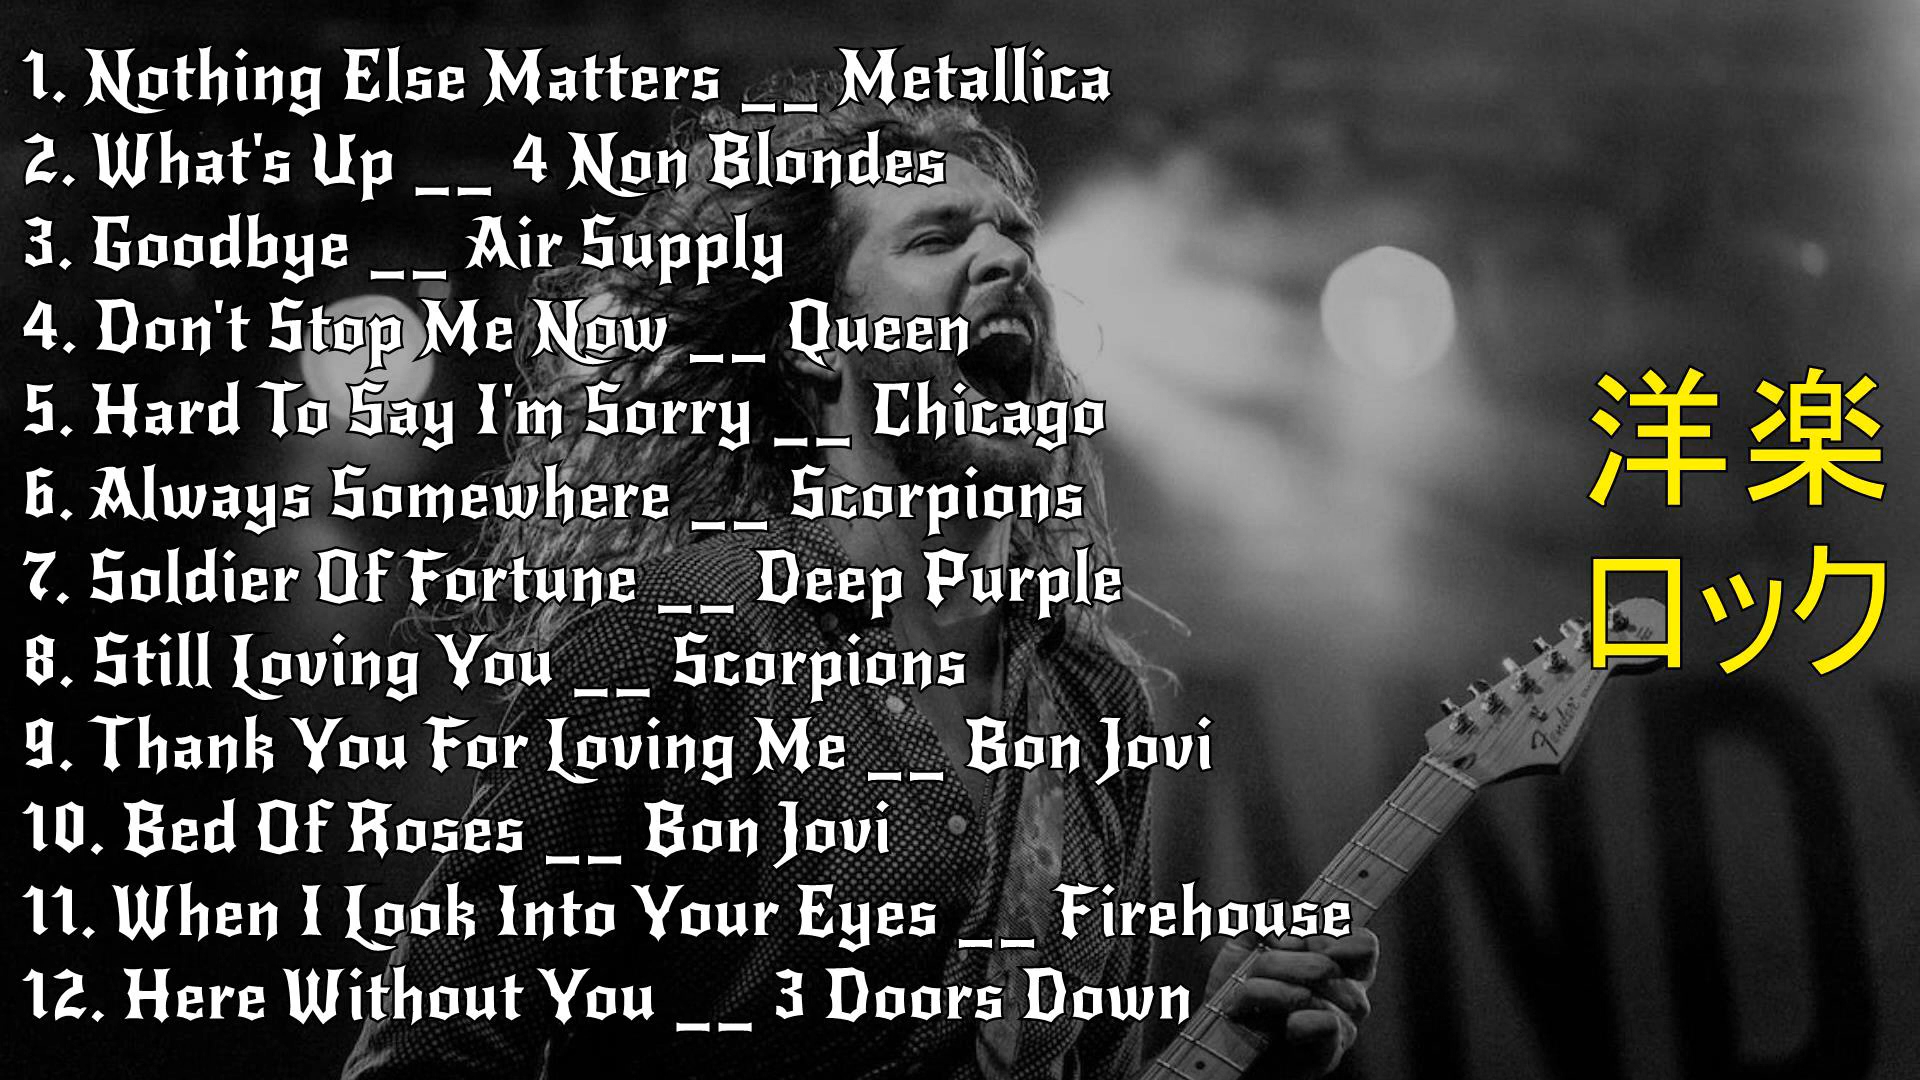 1. Nothing Else Matters __ Metallica
2. What's Up __ 4 Non Blondes
3. Goodbye __ Air Supply
4. Don't Stop Me Now __ Queen
5. Hard To Say I'm Sorry __ Chicago
6. Always Somewhere __ Scorpions
7. Soldier Of Fortune __ Deep Purple
8. Still Loving You __ Scorpions
9. Thank You For Loving Me __ Bon Jovi
10. Bed Of Roses __ Bon Jovi
11. When I Look Into Your Eyes __ Firehouse
12. Here Without You __ 3 Doors Down
洋楽
ロック
Fender
ND